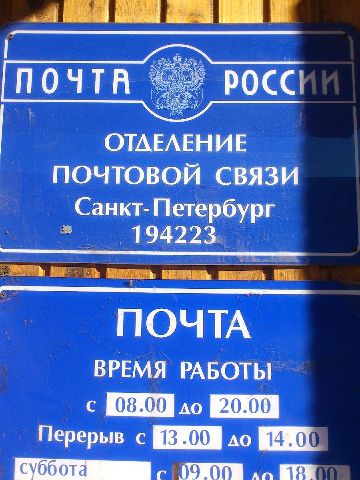 ПОЧТА РОССИИ
ОТДЕЛЕНИЕ
ПОЧТОВОЙ СВЯЗИ
Санкт-Петербург
194223
ПОЧТА
ВРЕМЯ РАБОТЫ
с 08.00 до 20.00
Перерыв с 13.00 до 14.00
суббота с 09.00 до 18.00